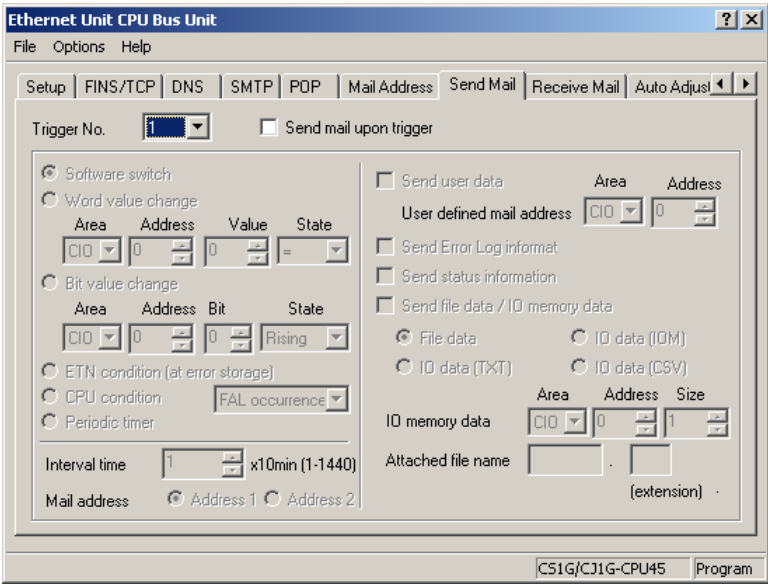 Ethernet Unit CPU Bus Unit
File Options Help
Setup FINS/TCP DNS SMTP POP Mail Address Send Mail Receive Mail Auto Adjust
Trigger No. 1 Send mail upon trigger
Software switch
Word value change
Area Address Value State
CIO 0 0 =
Bit value change
Area Address Bit State
CIO 0 0 Rising
ETN condition (at error storage)
CPU condition FAL occurrence
Periodic timer
Interval time 1 x10min (1-1440)
Mail address Address 1 Address 2
Send user data Area Address
User defined mail address CIO 0
Send Error Log informat
Send status information
Send file data / IO memory data
File data IO data (IOM)
IO data (TXT) IO data (CSV)
Area Address Size
IO memory data CIO 0 1
Attached file name .
(extension) .
CS1G/CJ1G-CPU45 Program